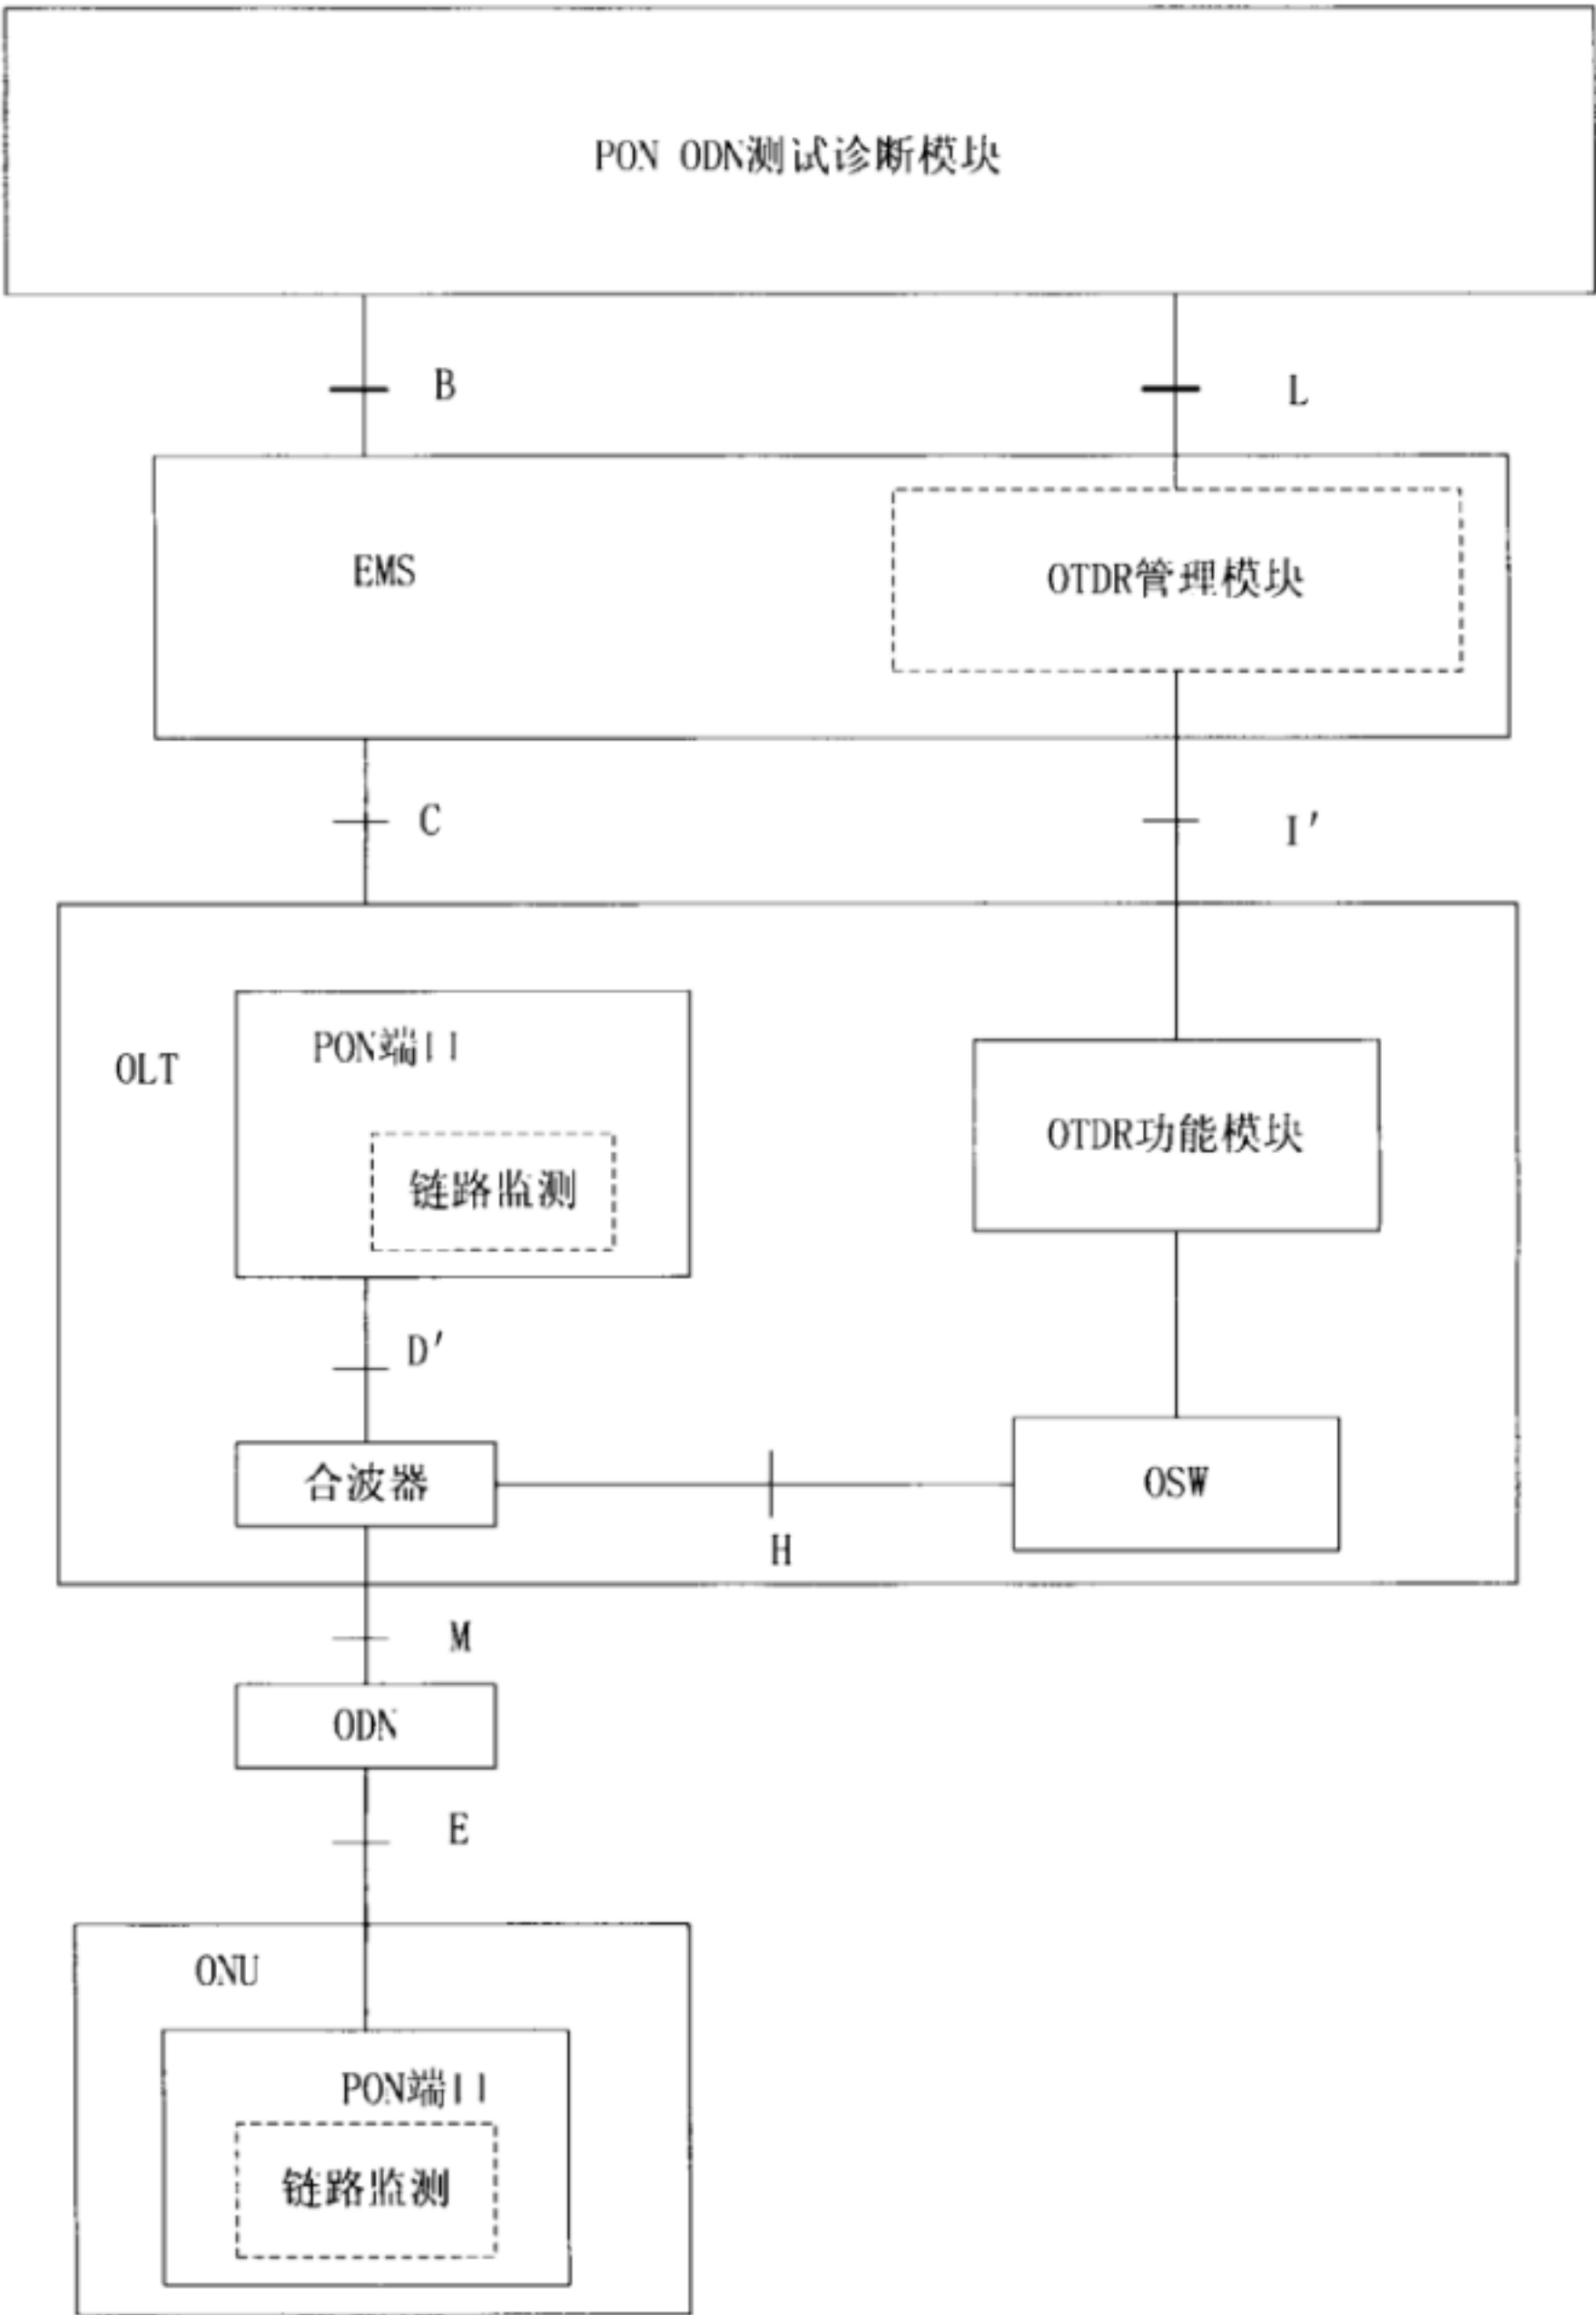 PON ODN测试诊断模块
B
L
EMS
OTDR管理模块
C
I'
OLT
PON端口
链路监测
OTDR功能模块
D'
合波器
H
OSW
M
ODN
E
ONU
PON端口
链路监测